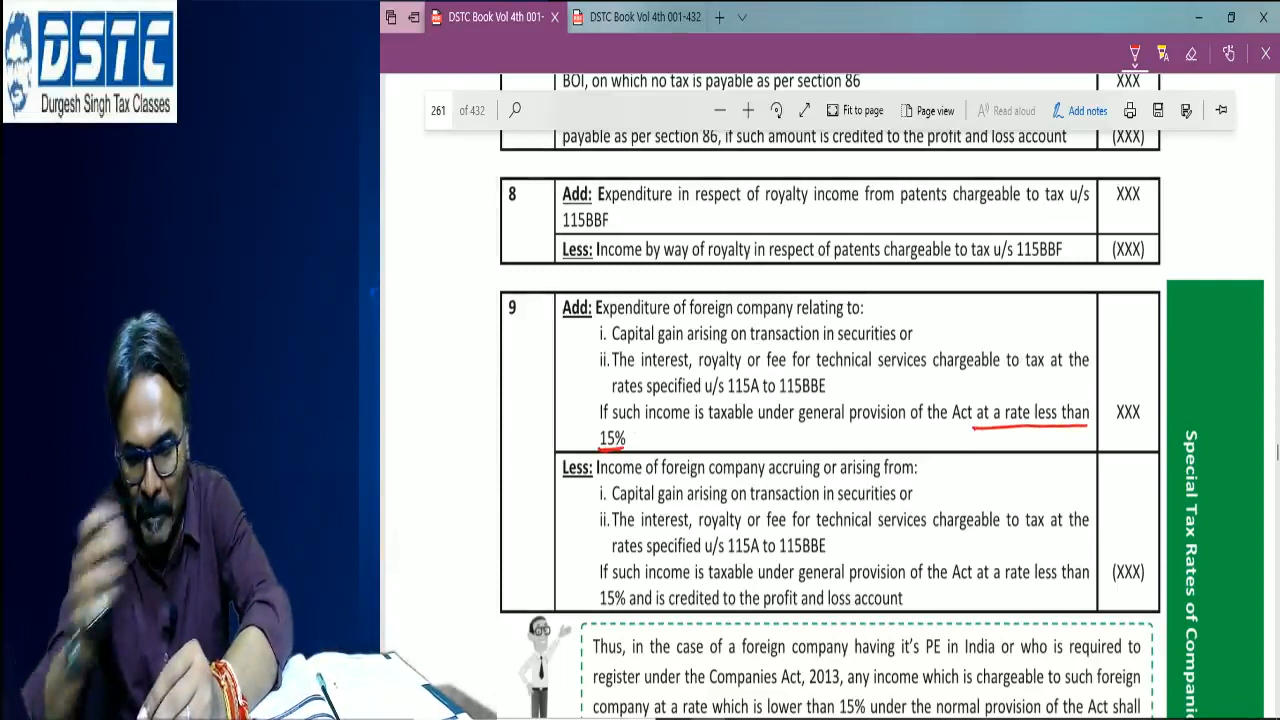 DSTC
Durgesh Singh Tax Classes
DSTC Book Vol 4th 001-
DSTC Book Vol 4th 001-432
BOI, on which no tax is payable as per section 86
XXX
261 of 432
Fit to page
Page view
Read aloud
Add notes
payable as per section 86, if such amount is credited to the profit and loss account
(XXX)
8
Add: Expenditure in respect of royalty income from patents chargeable to tax u/s
XXX
115BBF
Less: Income by way of royalty in respect of patents chargeable to tax u/s 115BBF
(XXX)
9
Add: Expenditure of foreign company relating to:
i. Capital gain arising on transaction in securities or
ii. The interest, royalty or fee for technical services chargeable to tax at the
rates specified u/s 115A to 115BBE
If such income is taxable under general provision of the Act at a rate less than
XXX
15%
Less: Income of foreign company accruing or arising from:
i. Capital gain arising on transaction in securities or
ii. The interest, royalty or fee for technical services chargeable to tax at the
rates specified u/s 115A to 115BBE
If such income is taxable under general provision of the Act at a rate less than
(XXX)
15% and is credited to the profit and loss account
Thus, in the case of a foreign company having it's PE in India or who is required to
register under the Companies Act, 2013, any income which is chargeable to such foreign
company at a rate which is lower than 15% under the normal provision of the Act shall
Special Tax Rates of Compani